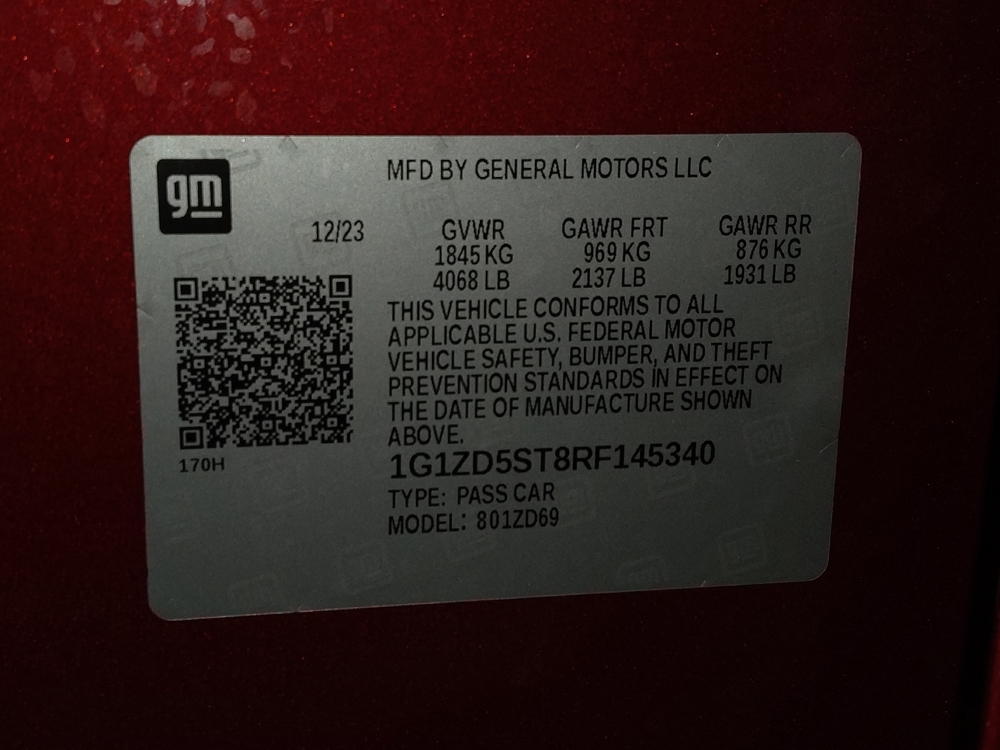 gm
MFD BY GENERAL MOTORS LLC
12/23 GVWR GAWR FRT GAWR RR
1845 KG 969 KG 876 KG
4068 LB 2137 LB 1931 LB
THIS VEHICLE CONFORMS TO ALL
APPLICABLE U.S. FEDERAL MOTOR
VEHICLE SAFETY, BUMPER, AND THEFT
PREVENTION STANDARDS IN EFFECT ON
THE DATE OF MANUFACTURE SHOWN
ABOVE.
170H
1G1ZD5ST8RF145340
TYPE: PASS CAR
MODEL: 801ZD69